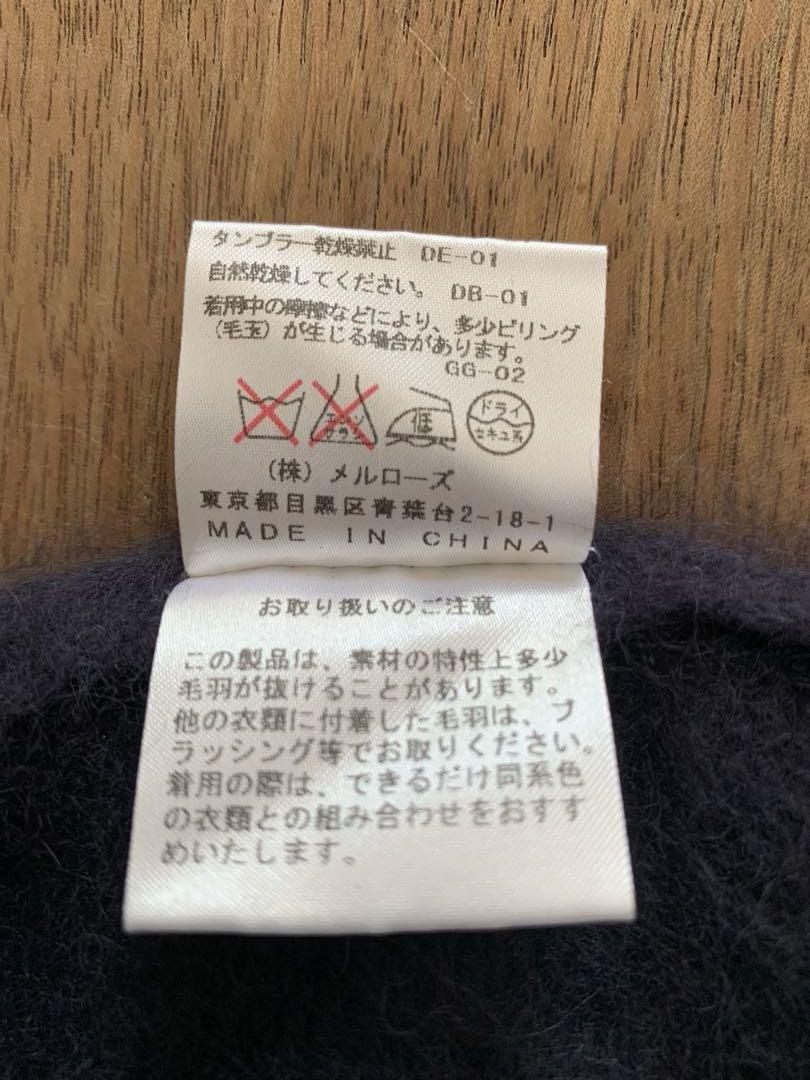 タンブラー乾燥禁止 DE-01
自然乾燥してください。 DB-01
着用中の摩擦などにより、多少ピリング
(毛玉)が生じる場合があります。
GG-02
エンソ
サラシ
低
ドライ
セキユ系
(株) メルローズ
東京都目黒区青葉台2-18-1
MADE IN CHINA
お取り扱いのご注意
この製品は、素材の特性上多少
毛羽が抜けることがあります。
他の衣類に付着した毛羽は、ブ
ラッシング等でお取りください。
着用の際は、できるだけ同系色
の衣類との組み合わせをおすす
めいたします。